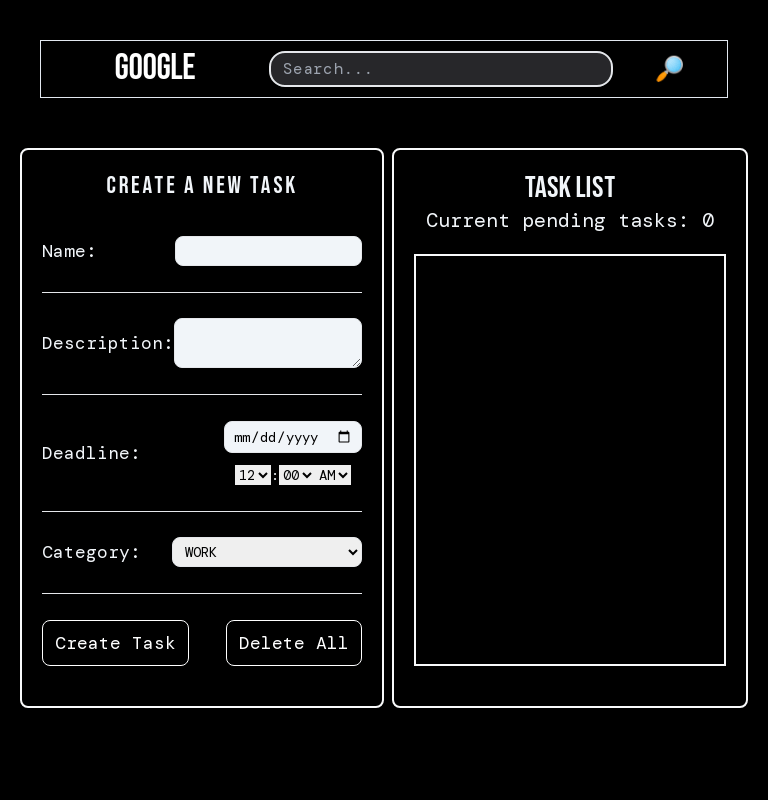 GOOGLE
Search...
CREATE A NEW TASK
Name:
Description:
Deadline:
mm/dd/yyyy
12:00 AM
Category:
WORK
Create Task
Delete All
TASK LIST
Current pending tasks: 0